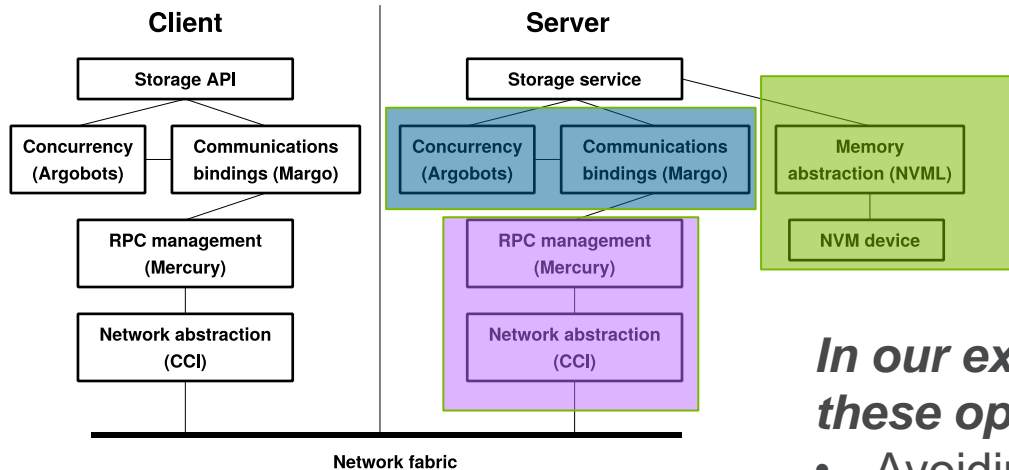 Client
Server
Storage API
Storage service
Concurrency
(Argobots)
Communications
bindings (Margo)
Concurrency
(Argobots)
Communications
bindings (Margo)
Memory
abstraction (NVML)
RPC management
(Mercury)
RPC management
(Mercury)
NVM device
Network abstraction
(CCI)
Network abstraction
(CCI)
Network fabric
In our ex
these op
• Avoidin